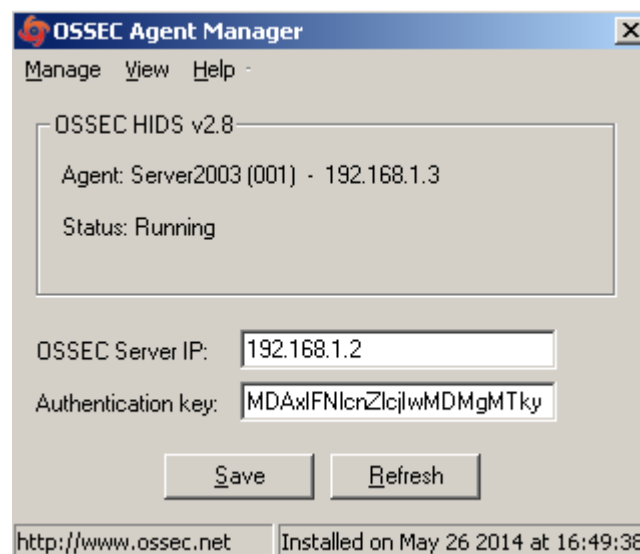 OSSEC Agent Manager
Manage View Help
OSSEC HIDS v2.8
Agent: Server2003 (001) - 192.168.1.3
Status: Running
OSSEC Server IP: 192.168.1.2
Authentication key: MDAxIFNlcnZlcjIwMDMgMTky
Save Refresh
http://www.ossec.net Installed on May 26 2014 at 16:49:38